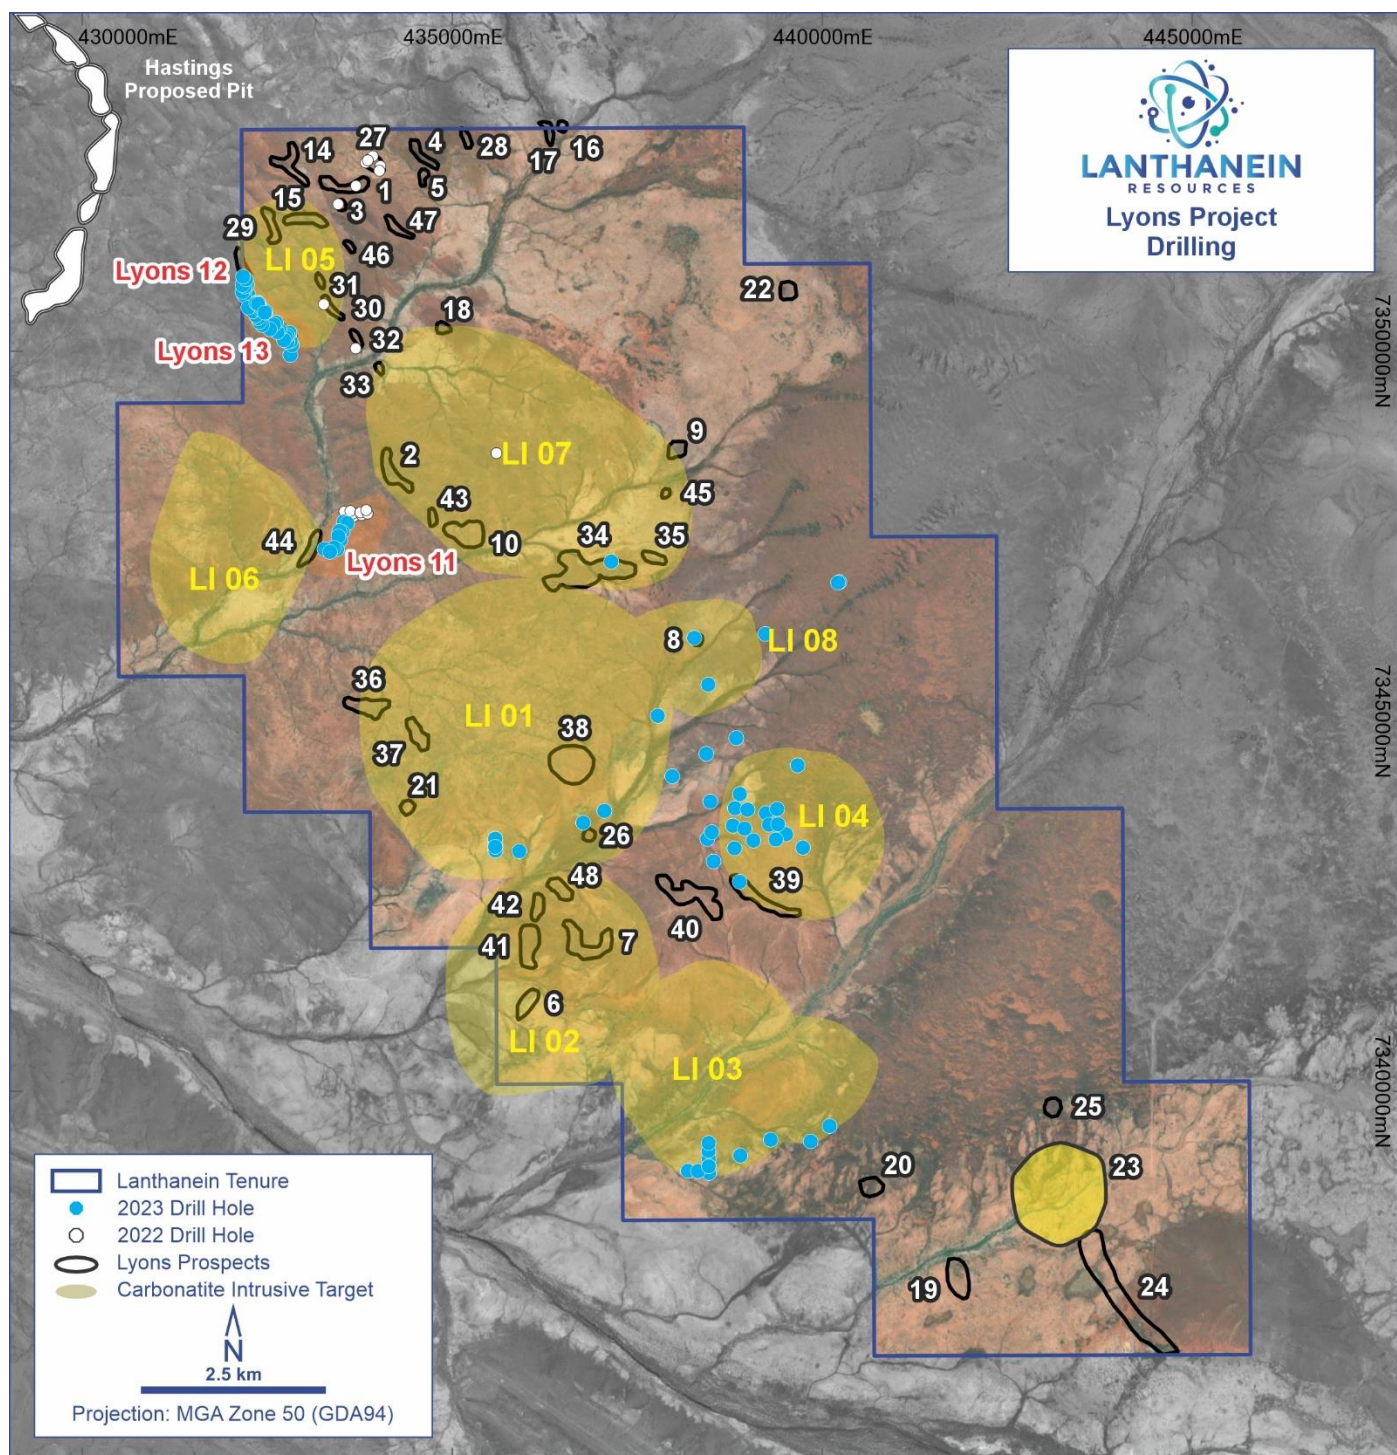 430000mE
435000mE
440000mE
445000mE
Hastings
Proposed Pit
LANTHANEIN
RESOURCES
Lyons Project
Drilling
27
4
28
17
16
14
1
5
15
3
47
29
46
LI 05
Lyons 12
31
22
30
18
7350000mN
Lyons 13
32
33
9
2
LI 07
45
43
44
10
34
35
Lyons 11
LI 06
8
LI 08
36
LI 01
38
7345000mN
37
21
26
LI 04
48
39
42
40
41
7
6
LI 02
LI 03
7340000mN
25
20
23
19
24
Lanthanein Tenure
2023 Drill Hole
2022 Drill Hole
Lyons Prospects
Carbonatite Intrusive Target
N
2.5 km
Projection: MGA Zone 50 (GDA94)